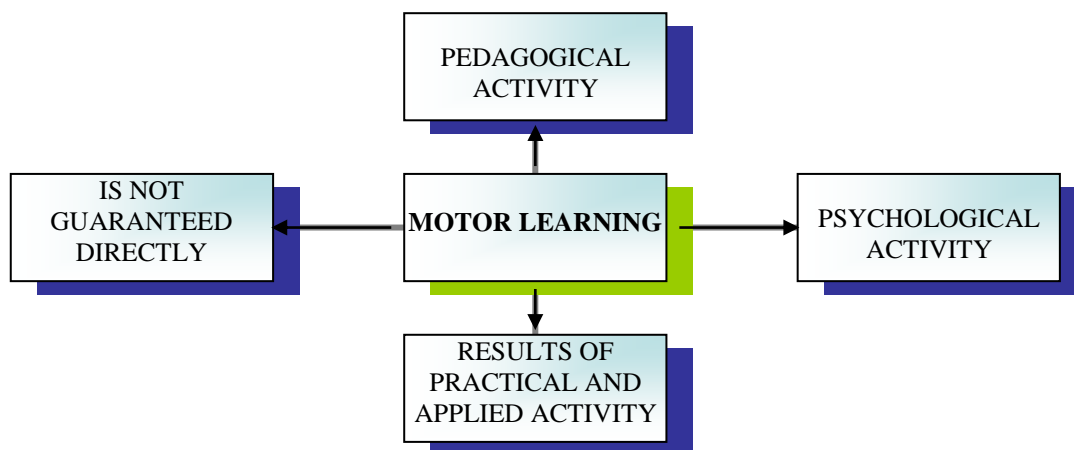 PEDAGOGICAL
ACTIVITY
IS NOT
GUARANTEED
DIRECTLY
MOTOR LEARNING
PSYCHOLOGICAL
ACTIVITY
RESULTS OF
PRACTICAL AND
APPLIED ACTIVITY